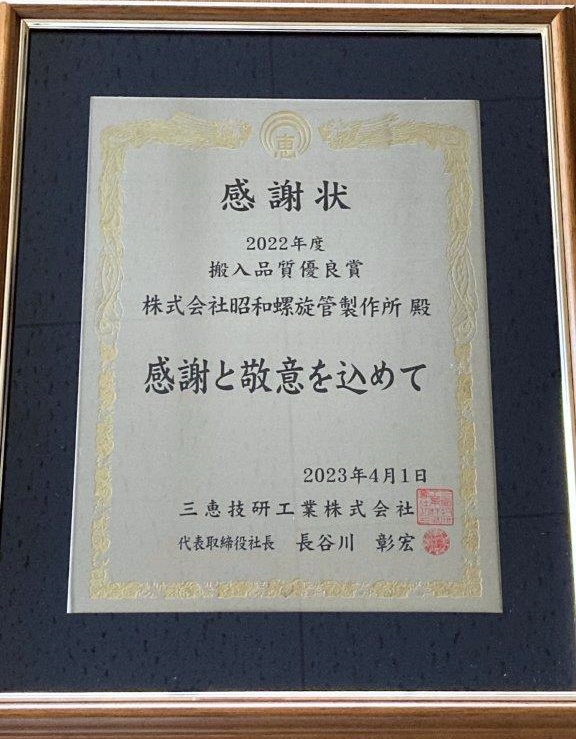 恵
感謝状
2022年度
搬入品質優良賞
株式会社昭和螺旋管製作所 殿
感謝と敬意を込めて
2023年4月1日
三恵技研工業株式会社
代表取締役社長 長谷川 彰宏